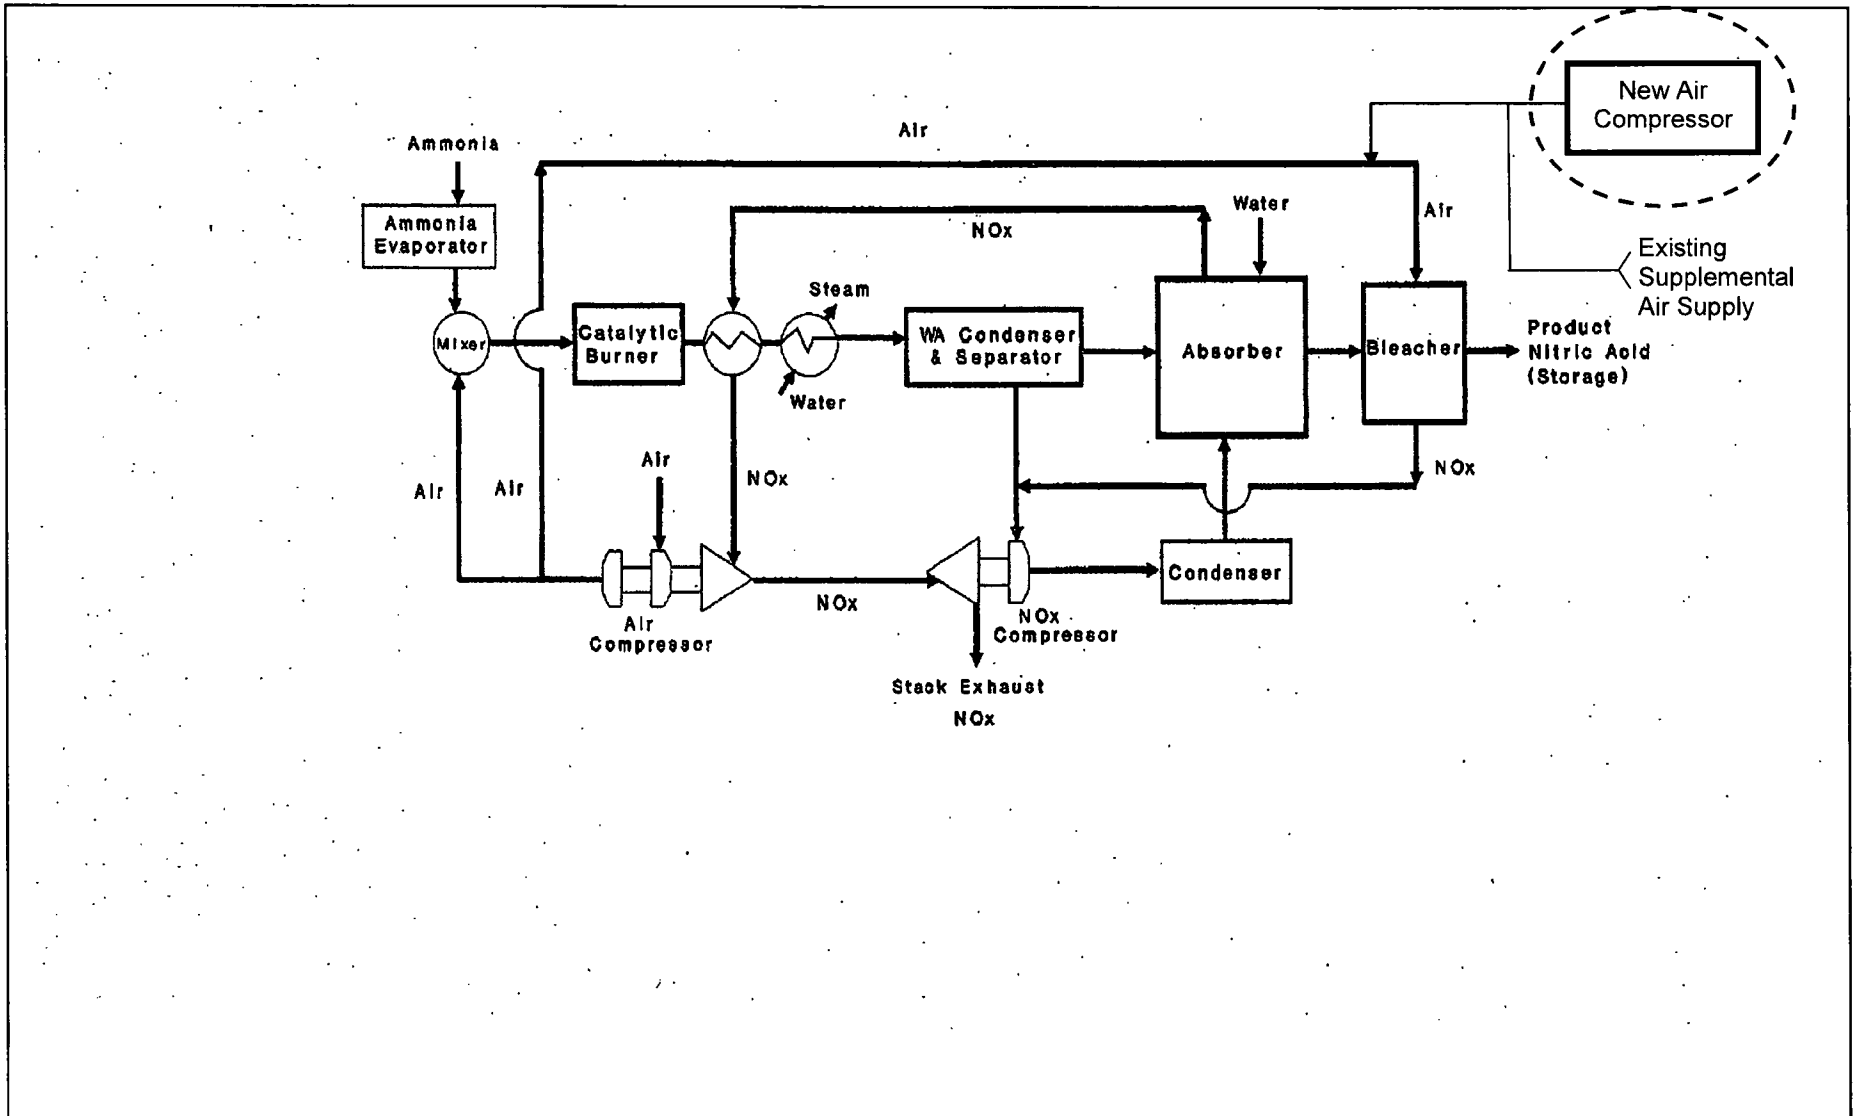 New Air
Compressor
Air
Ammonia
Ammonia
Evaporator
Water
Air
NOx
Existing
Supplemental
Air Supply
Steam
Mixer
Catalytic
Burner
WA Condenser
& Separator
Absorber
Bleacher
Product
Nitric Acid
(Storage)
Water
Air
Air
Air
NOx
NOx
Condenser
NOx
Air
Compressor
NOx
Compressor
Stack Exhaust
NOx